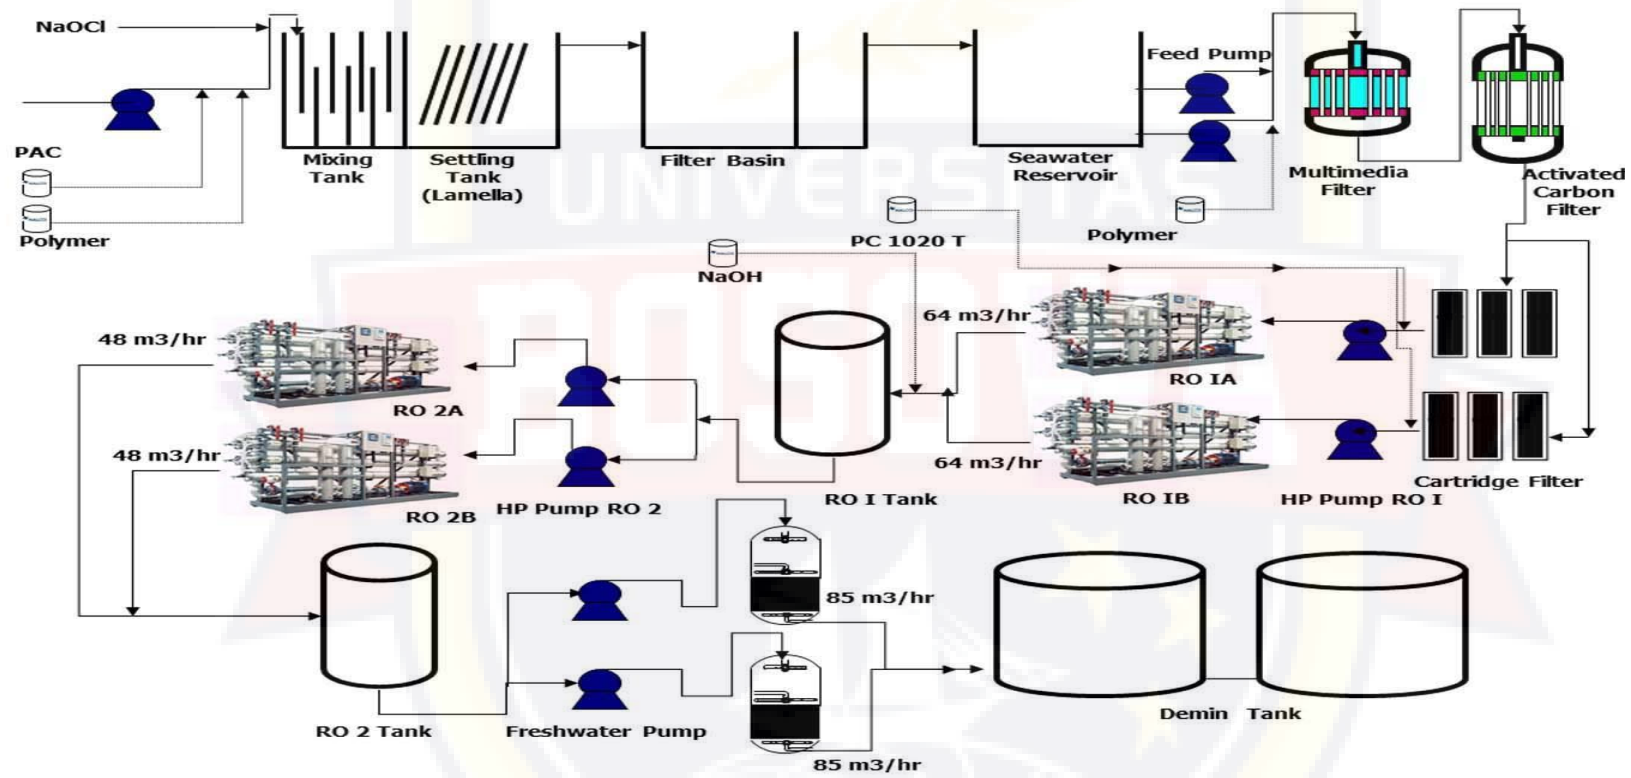 NaOCl
PAC
Polymer
Mixing
Tank
Settling
Tank
(Lamella)
Filter Basin
Seawater
Reservoir
Feed Pump
Multimedia
Filter
Activated
Carbon
Filter
PC 1020 T
Polymer
NaOH
UNIVERSITAS
BOSOWA
48 m3/hr
RO 2A
48 m3/hr
RO 2B
HP Pump RO 2
RO I Tank
64 m3/hr
RO IA
64 m3/hr
RO IB
HP Pump RO I
Cartridge Filter
RO 2 Tank
Freshwater Pump
85 m3/hr
85 m3/hr
Demin Tank